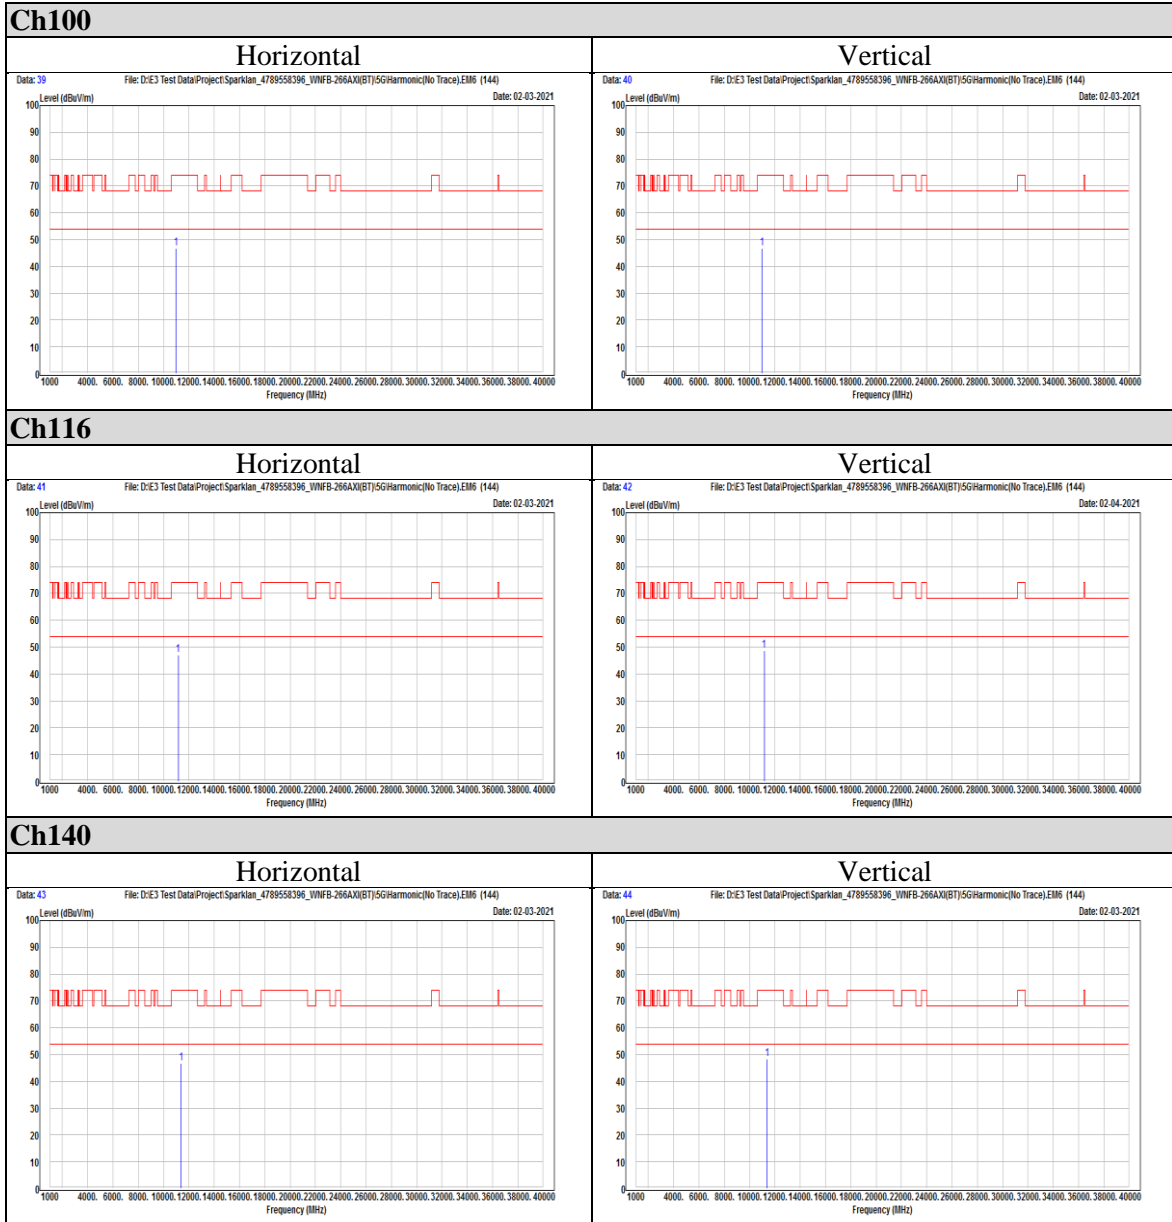 Ch100
Horizontal Vertical
Data: 39 File: D:\E3 Test Data\Project\Sparklan_4789558396_WNFB-266AXI(BT)\5G\Harmonic(No Trace).EM6 (144)
Data: 40 File: D:\E3 Test Data\Project\Sparklan_4789558396_WNFB-266AXI(BT)\5G\Harmonic(No Trace).EM6 (144)
Level (dBuV/m) Date: 02-03-2021
Level (dBuV/m) Date: 02-03-2021
100
90
80
70
60
50
40
30
20
10
0
1
1000 4000. 6000. 8000. 10000.12000.14000.16000.18000.20000.22000.24000.26000.28000.30000.32000.34000.36000.38000. 40000
Frequency (MHz)
100
90
80
70
60
50
40
30
20
10
0
1
1000 4000. 6000. 8000. 10000.12000.14000.16000.18000.20000.22000.24000.26000.28000.30000.32000.34000.36000.38000. 40000
Frequency (MHz)
Ch116
Horizontal Vertical
Data: 41 File: D:\E3 Test Data\Project\Sparklan_4789558396_WNFB-266AXI(BT)\5G\Harmonic(No Trace).EM6 (144)
Data: 42 File: D:\E3 Test Data\Project\Sparklan_4789558396_WNFB-266AXI(BT)\5G\Harmonic(No Trace).EM6 (144)
Level (dBuV/m) Date: 02-03-2021
Level (dBuV/m) Date: 02-04-2021
100
90
80
70
60
50
40
30
20
10
0
1
1000 4000. 6000. 8000. 10000.12000.14000.16000.18000.20000.22000.24000.26000.28000.30000.32000.34000.36000.38000. 40000
Frequency (MHz)
100
90
80
70
60
50
40
30
20
10
0
1
1000 4000. 6000. 8000. 10000.12000.14000.16000.18000.20000.22000.24000.26000.28000.30000.32000.34000.36000.38000. 40000
Frequency (MHz)
Ch140
Horizontal Vertical
Data: 43 File: D:\E3 Test Data\Project\Sparklan_4789558396_WNFB-266AXI(BT)\5G\Harmonic(No Trace).EM6 (144)
Data: 44 File: D:\E3 Test Data\Project\Sparklan_4789558396_WNFB-266AXI(BT)\5G\Harmonic(No Trace).EM6 (144)
Level (dBuV/m) Date: 02-03-2021
Level (dBuV/m) Date: 02-03-2021
100
90
80
70
60
50
40
30
20
10
0
1
1000 4000. 6000. 8000. 10000.12000.14000.16000.18000.20000.22000.24000.26000.28000.30000.32000.34000.36000.38000. 40000
Frequency (MHz)
100
90
80
70
60
50
40
30
20
10
0
1
1000 4000. 6000. 8000. 10000.12000.14000.16000.18000.20000.22000.24000.26000.28000.30000.32000.34000.36000.38000. 40000
Frequency (MHz)